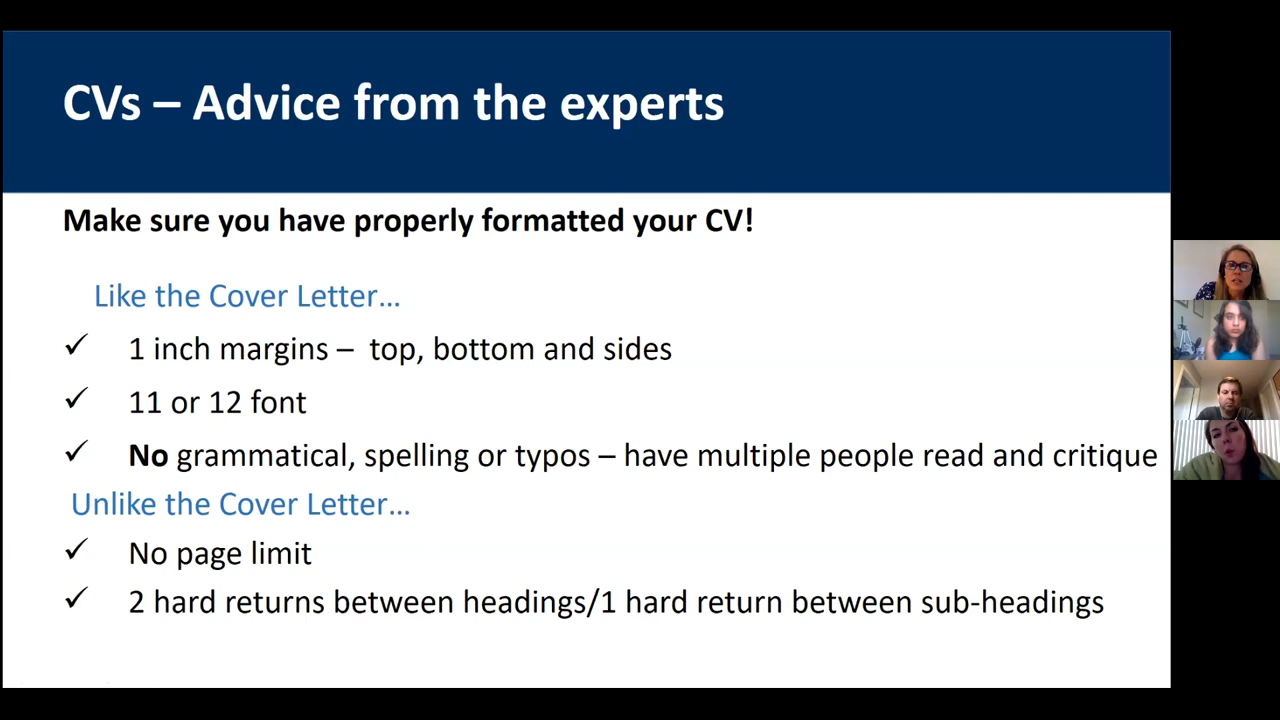 CVs – Advice from the experts
Make sure you have properly formatted your CV!
Like the Cover Letter…
✓ 1 inch margins –  top, bottom and sides
✓ 11 or 12 font
✓ No grammatical, spelling or typos – have multiple people read and critique
Unlike the Cover Letter…
✓ No page limit
✓ 2 hard returns between headings/1 hard return between sub-headings